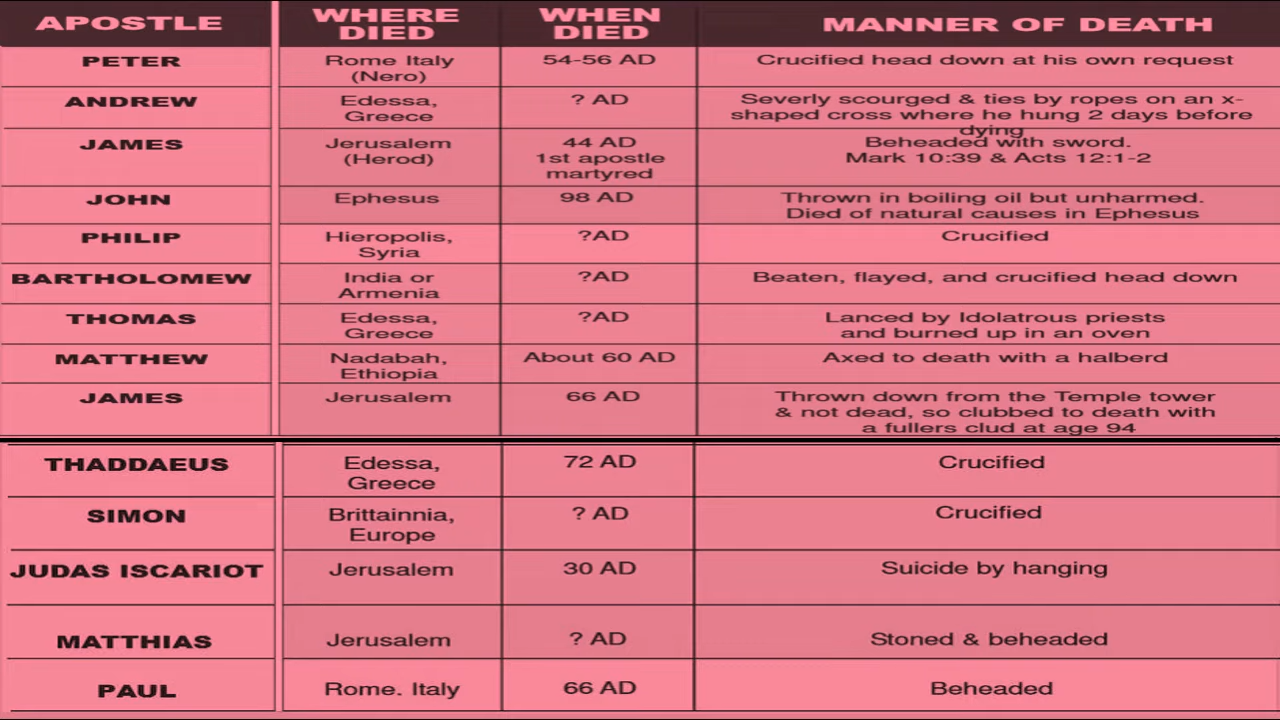 APOSTLE
WHERE DIED
WHEN DIED
MANNER OF DEATH
PETER
Rome Italy
(Nero)
54-56 AD
Crucified head down at his own request
ANDREW
Edessa,
Greece
? AD
Severly scourged & ties by ropes on an x-
shaped cross where he hung 2 days before
dying
JAMES
Jerusalem
(Herod)
44 AD
1st apostle
martyred
Beheaded with sword.
Mark 10:39 & Acts 12:1-2
JOHN
Ephesus
98 AD
Thrown in boiling oil but unharmed.
Died of natural causes in Ephesus
PHILIP
Hieropolis,
Syria
?AD
Crucified
BARTHOLOMEW
India or
Armenia
?AD
Beaten, flayed, and crucified head down
THOMAS
Edessa,
Greece
?AD
Lanced by Idolatrous priests
and burned up in an oven
MATTHEW
Nadabah,
Ethiopia
About 60 AD
Axed to death with a halberd
JAMES
Jerusalem
66 AD
Thrown down from the Temple tower
& not dead, so clubbed to death with
a fullers clud at age 94
THADDAEUS
Edessa,
Greece
72 AD
Crucified
SIMON
Brittainnia,
Europe
? AD
Crucified
JUDAS ISCARIOT
Jerusalem
30 AD
Suicide by hanging
MATTHIAS
Jerusalem
? AD
Stoned & beheaded
PAUL
Rome. Italy
66 AD
Beheaded